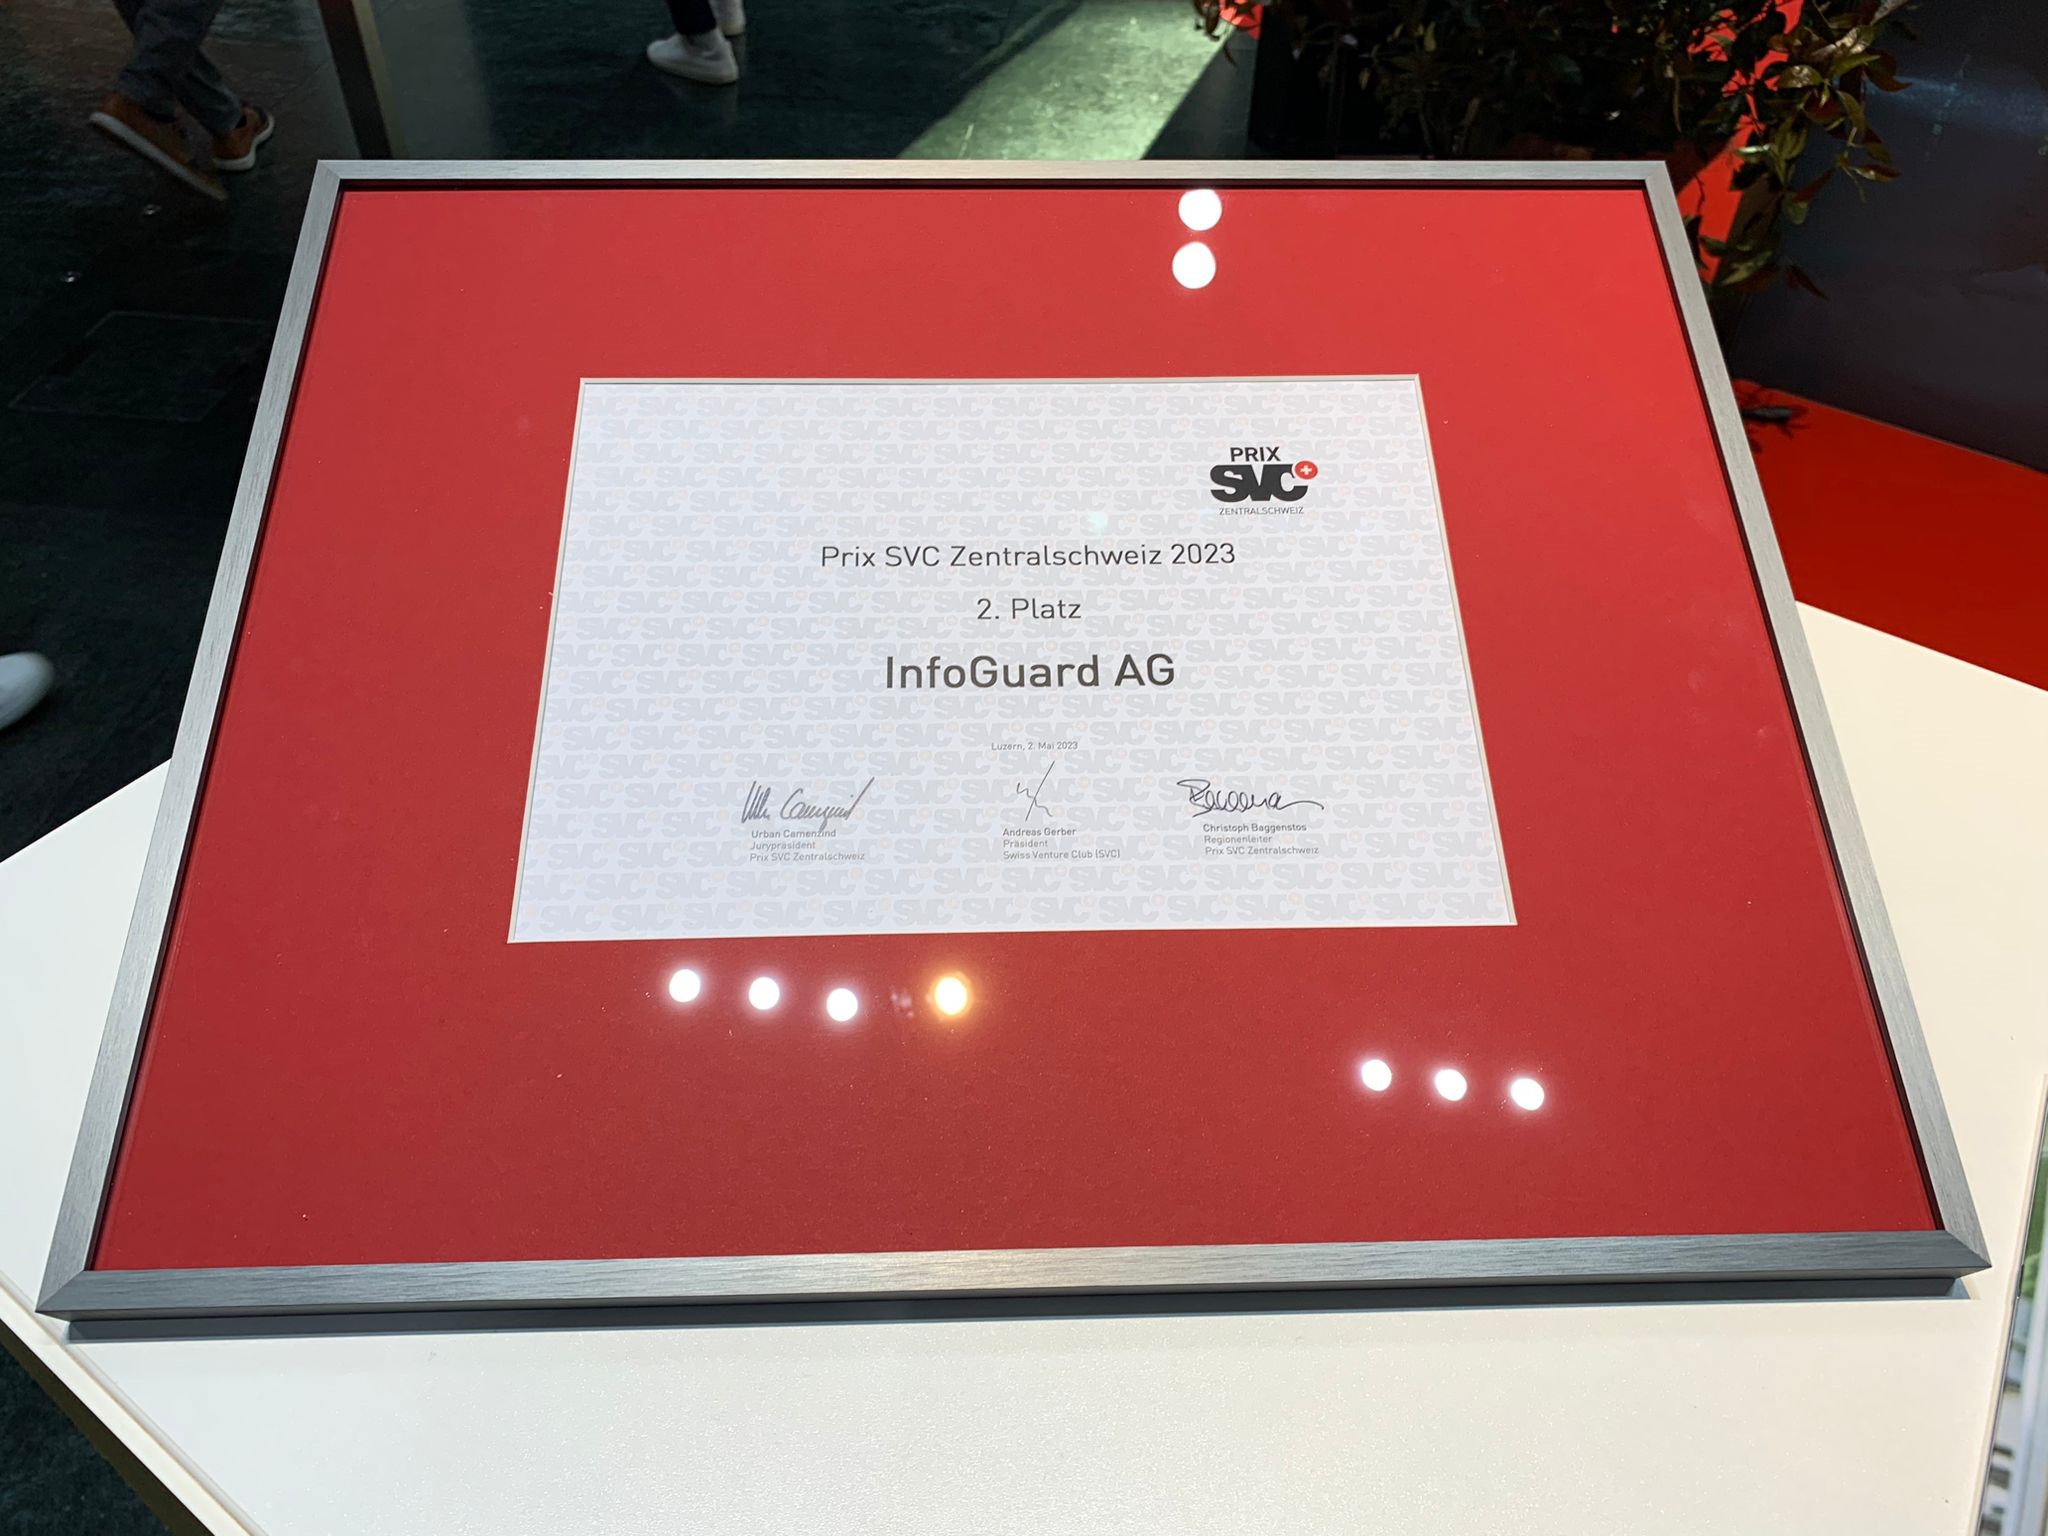 PRIX
SVC
ZENTRALSCHWEIZ
Prix SVC Zentralschweiz 2023
2. Platz
InfoGuard AG
Luzern, 2. Mai 2023
Urban Camenzind
Jurypräsident
Prix SVC Zentralschweiz
Andreas Gerber
Präsident
Swiss Venture Club (SVC)
Christoph Baggenstos
Regionenleiter
Prix SVC Zentralschweiz